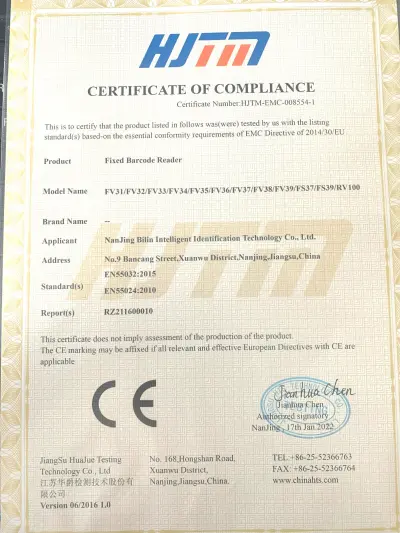 HJTM
CERTIFICATE OF COMPLIANCE
Certificate Number:HJTM-EMC-008554-1
This is to certify that the product listed in follows was(were) tested by us with the listing
standard(s) based-on the essential conformity requirements of EMC Directive of 2014/30/EU
Product Fixed Barcode Reader
Model Name FV31/FV32/FV33/FV34/FV35/FV36/FV37/FV38/FV39/FS37/FS39/RV100
Brand Name --
Applicant NanJing Bilin Intelligent Identification Technology Co., Ltd.
Address No.9 Bancang Street,Xuanwu District,Nanjing,Jiangsu,China
EN55032:2015
Standard(s)
EN55024:2010
Report(s) RZ211600010
This certificate does not imply assessment of the production of the product.
The CE marking may be affixed if all relevant and effective European Directives with CE are
applicable
CE
Jianhua Chen
Jianhua Chen
Authorized signatory
NanJing , 17th Jan 2022
JiangSu HuaJue Testing
Technology Co , Ltd
江苏华爵检测技术股份有
限公司
Version 06/2016 1.0
No. 168,Hongshan Road,
Xuanwu District,
Nanjing,Jiangsu,China.
TEL +86-25-52366763
FAX: +86-25-52366764
www.chinahts.com